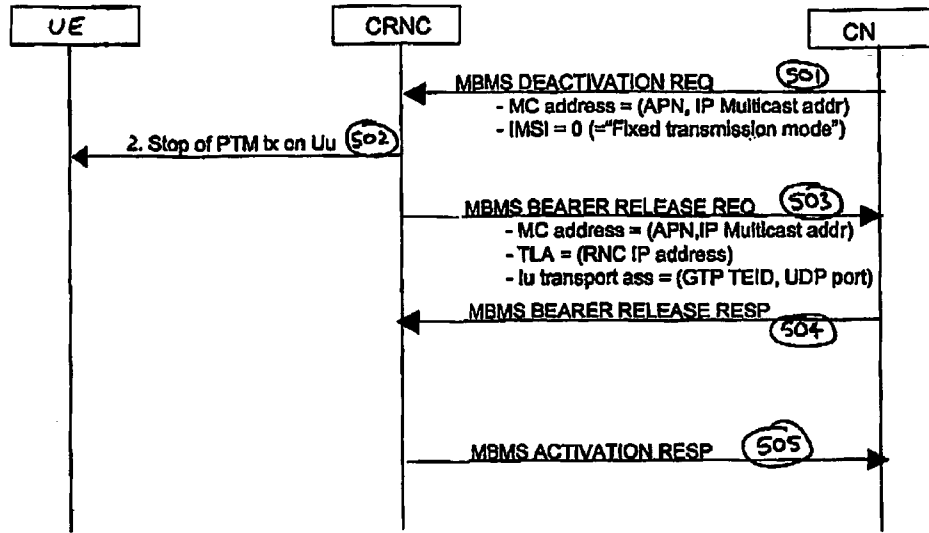 UE
CRNC
CN
MBMS DEACTIVATION REQ 501
- MC address = (APN, IP Multicast addr)
- IMSI = 0 (="Fixed transmission mode")
2. Stop of PTM tx on Uu 502
MBMS BEARER RELEASE REQ 503
- MC address = (APN,IP Multicast addr)
- TLA = (RNC IP address)
- Iu transport ass = (GTP TEID, UDP port)
MBMS BEARER RELEASE RESP
504
MBMS ACTIVATION RESP 505